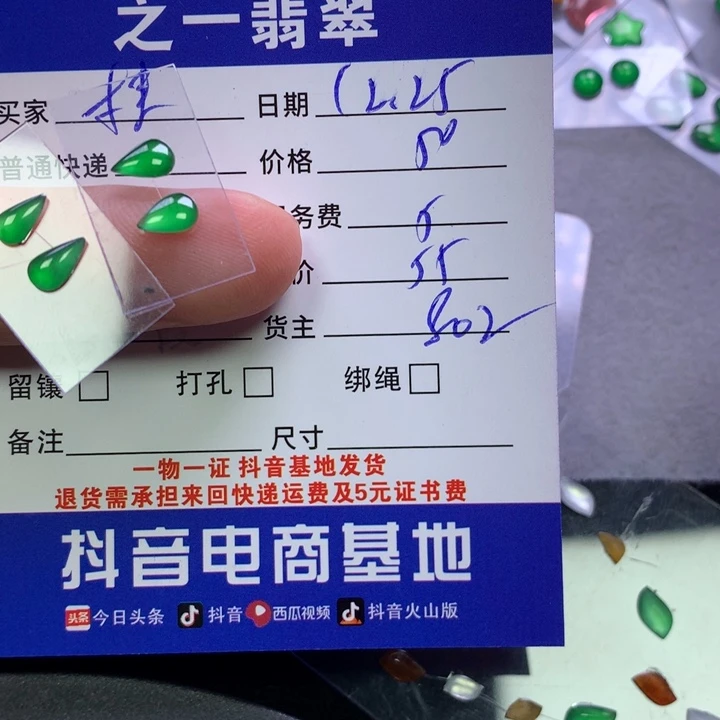 之一翡翠
买家 日期 12.25
普通快递 价格 50
务费 5
价 55
货主 802
留镶 打孔 绑绳
备注 尺寸
一物一证 抖音基地发货
退货需承担来回快递运费及5元证书费
抖音电商基地
头条 今日头条 抖音 西瓜视频 抖音火山版